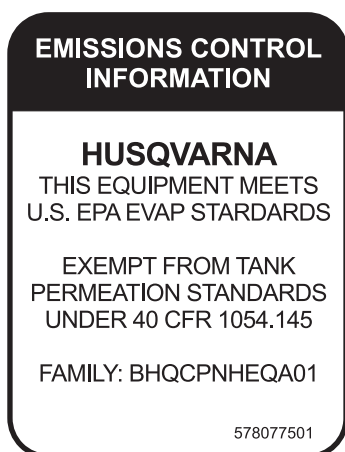 EMISSIONS CONTROL
INFORMATION
HUSQVARNA
THIS EQUIPMENT MEETS
U.S. EPA EVAP STARDARDS
EXEMPT FROM TANK
PERMEATION STANDARDS
UNDER 40 CFR 1054.145
FAMILY: BHQCPNHEQA01
578077501